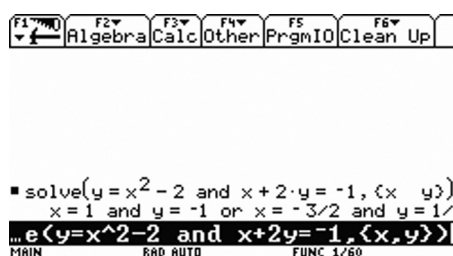 F1 F2 F3 F4 F5 F6
Algebra Calc Other PrgmIO Clean Up
solve(y = x² - 2 and x + 2·y = -1, {x y})
x = 1 and y = -1 or x = -3/2 and y = 1/
…e(y=x^2-2 and x+2y=-1,{x,y})
MAIN RAD AUTO FUNC 1/60